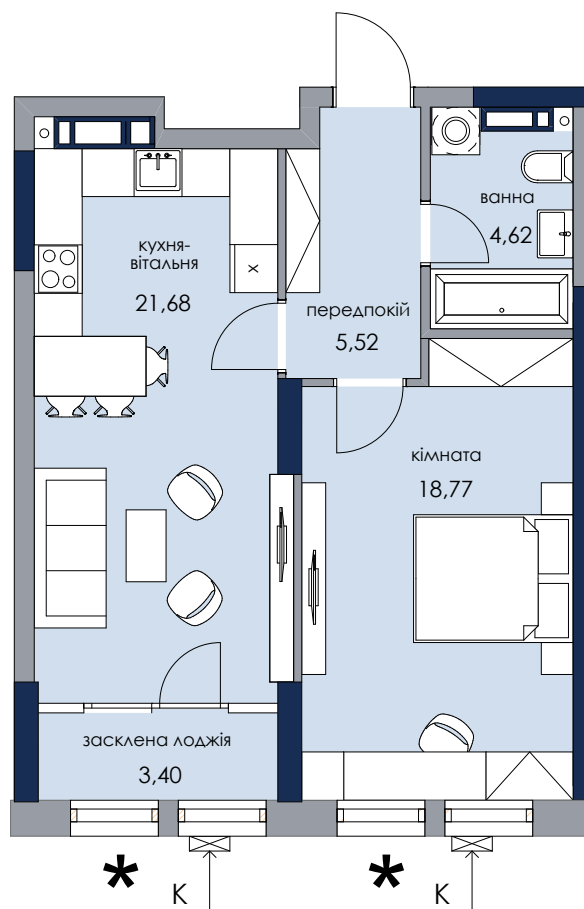 ванна
4,62
кухня-
вітальня
21,68
х
передпокій
5,52
кімната
18,77
засклена лоджія
3,40
* *
К К